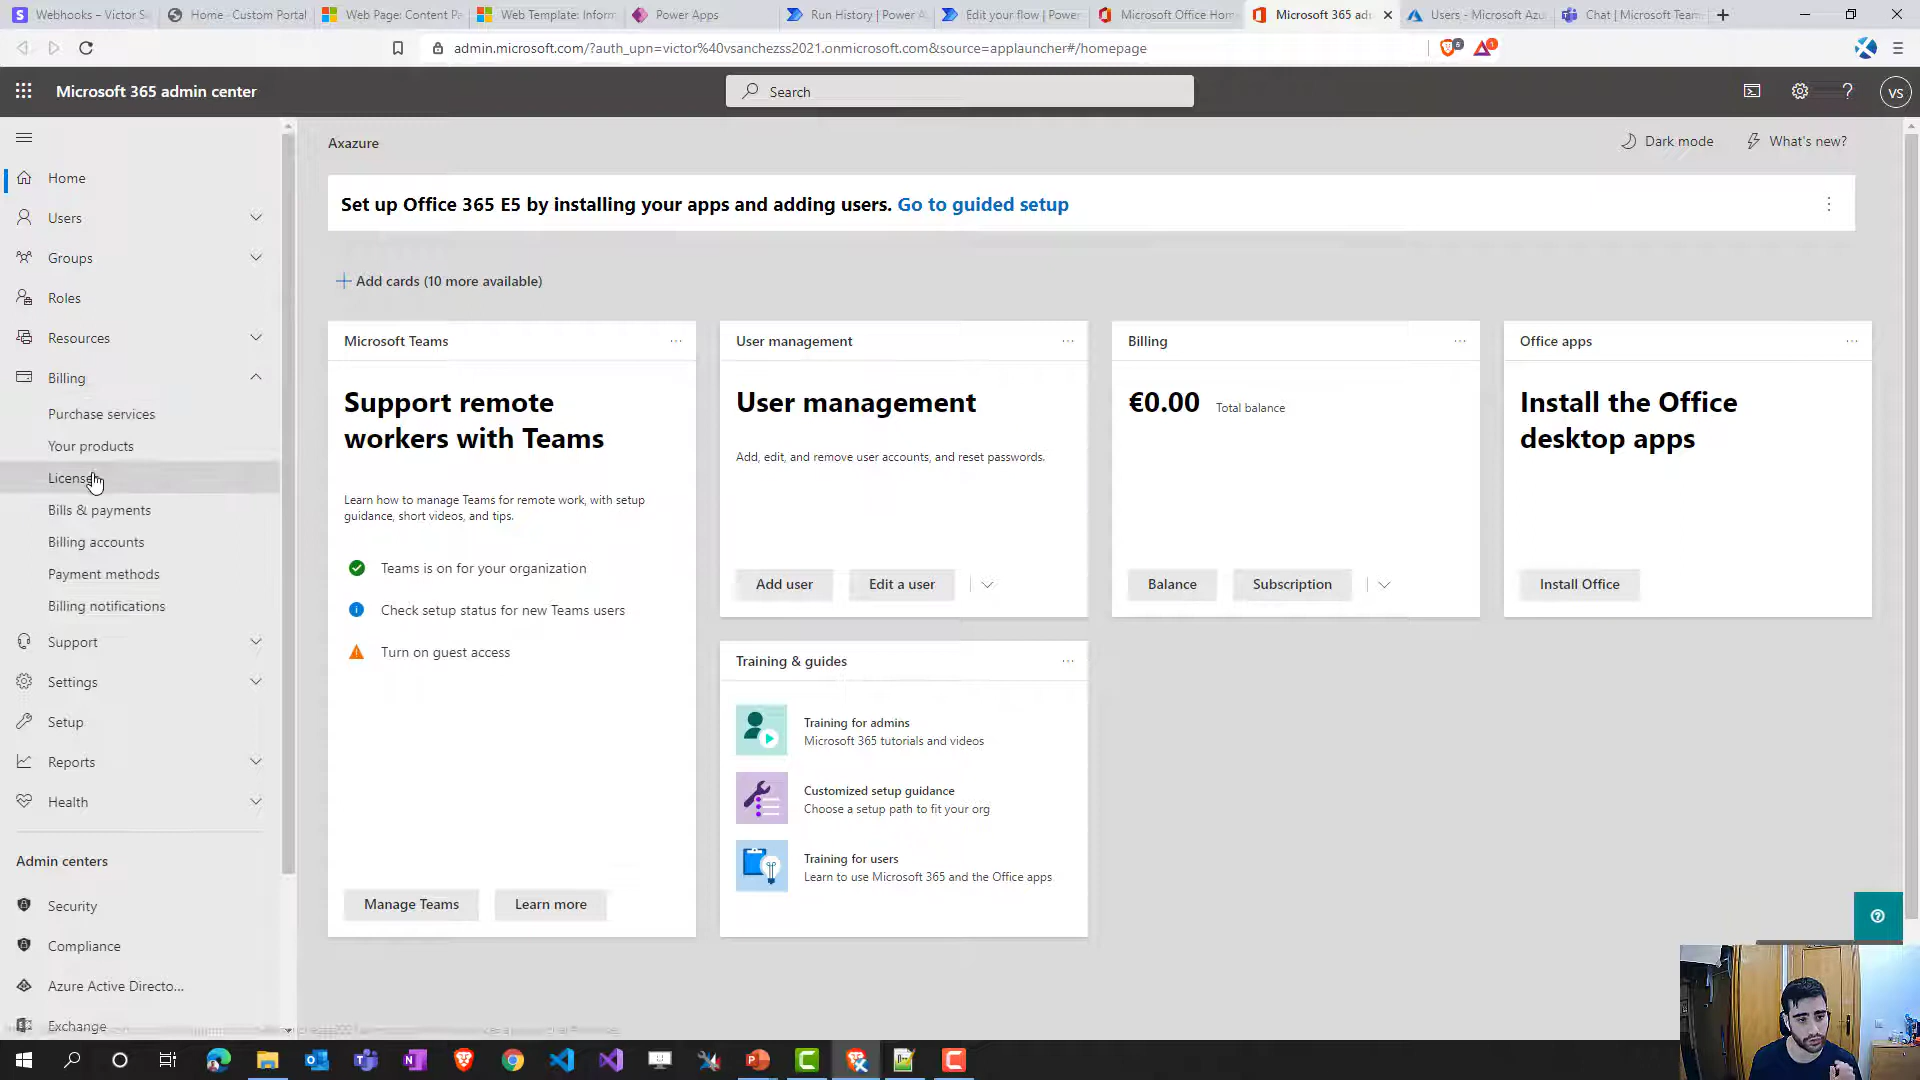 Webhooks – Victor S
Home - Custom Portal
Web Page: Content Pa
Web Template: Inform
Power Apps
Run History | Power A
Edit your flow | Power
Microsoft Office Hom
Microsoft 365 adm
Users - Microsoft Azu
Chat | Microsoft Team
admin.microsoft.com/?auth_upn=victor%40vsanchezss2021.onmicrosoft.com&source=applauncher#/homepage
Microsoft 365 admin center
Search
VS
Home
Users
Groups
Roles
Resources
Billing
Purchase services
Your products
License
Bills & payments
Billing accounts
Payment methods
Billing notifications
Support
Settings
Setup
Reports
Health
Admin centers
Security
Compliance
Azure Active Directo...
Exchange
Axazure
Dark mode
What's new?
Set up Office 365 E5 by installing your apps and adding users. Go to guided setup
Add cards (10 more available)
Microsoft Teams
Support remote
workers with Teams
Learn how to manage Teams for remote work, with setup
guidance, short videos, and tips.
Teams is on for your organization
Check setup status for new Teams users
Turn on guest access
Manage Teams
Learn more
User management
User management
Add, edit, and remove user accounts, and reset passwords.
Add user
Edit a user
Training & guides
Training for admins
Microsoft 365 tutorials and videos
Customized setup guidance
Choose a setup path to fit your org
Training for users
Learn to use Microsoft 365 and the Office apps
Billing
€0.00 Total balance
Balance
Subscription
Office apps
Install the Office
desktop apps
Install Office